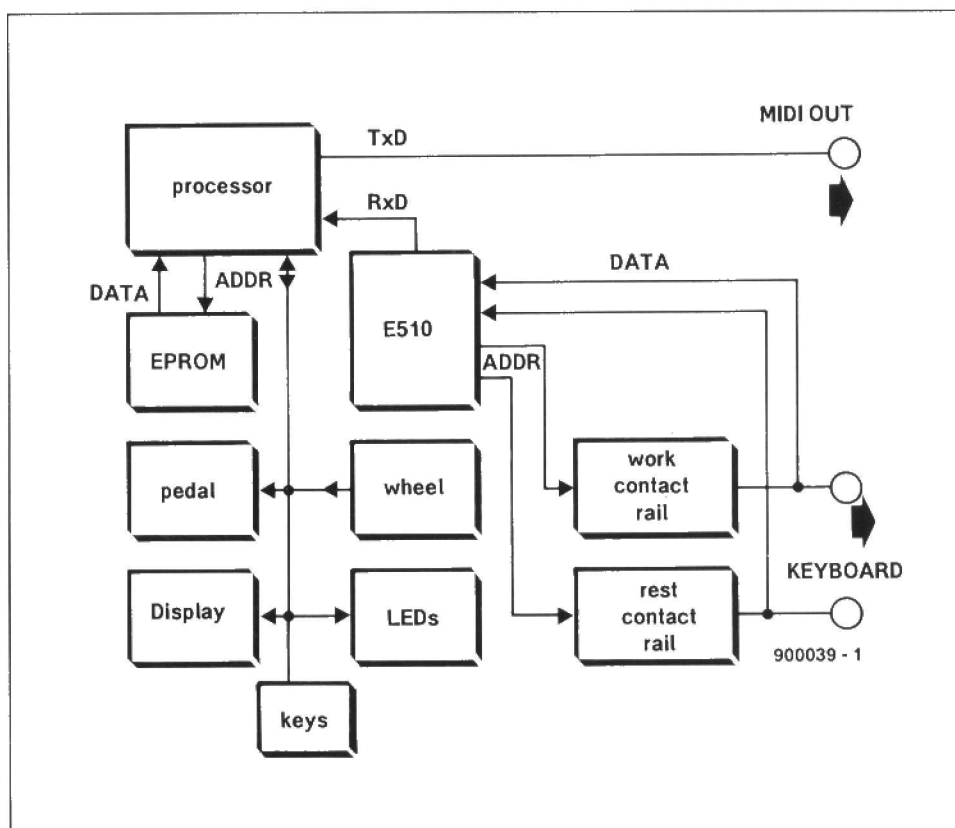 MIDI OUT
TxD
processor
RxD
DATA
ADDR
DATA
E510
EPROM
ADDR
work
contact
rail
pedal
wheel
KEYBOARD
Display
LEDs
rest
contact
rail
900039 - 1
keys